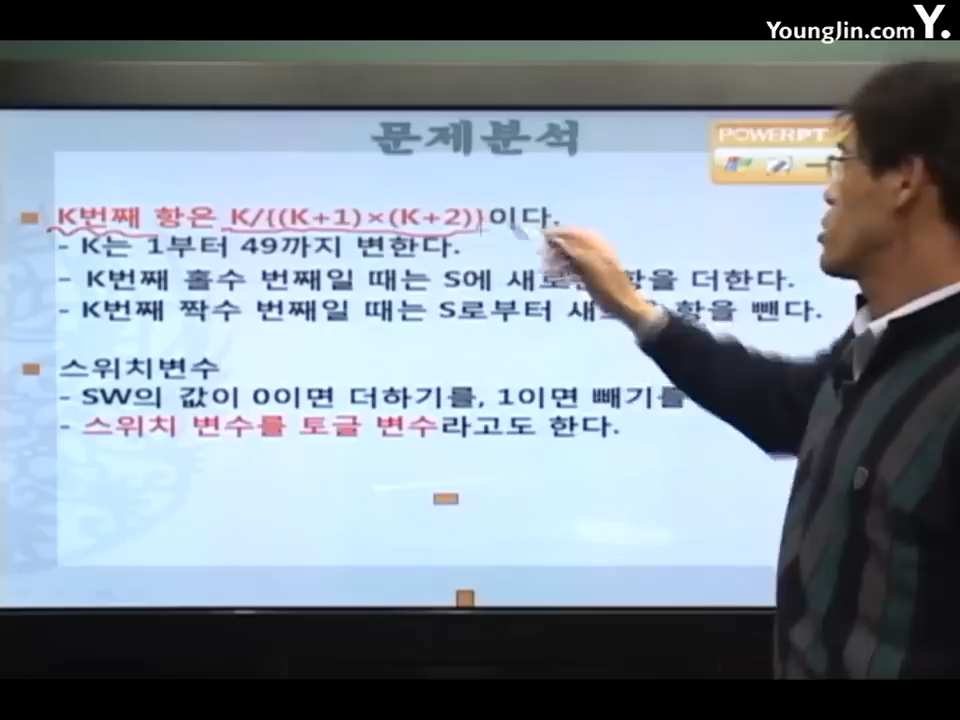 YoungJin.com Y.
문제분석
POWERPT
K번째 항은 K/{(K+1)×(K+2)}이다.
- K는 1부터 49까지 변한다.
- K번째 홀수 번째일 때는 S에 항을 더한다.
- K번째 짝수 번째일 때는 S로부터 항을 뺀다.
스위치변수
- SW의 값이 0이면 더하기를, 1이면 빼기를
- 스위치 변수를 토글 변수라고도 한다.